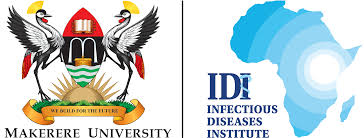 WE BUILD FOR THE FUTURE
MAKERERE UNIVERSITY
IDI
INFECTIOUS
DISEASES
INSTITUTE